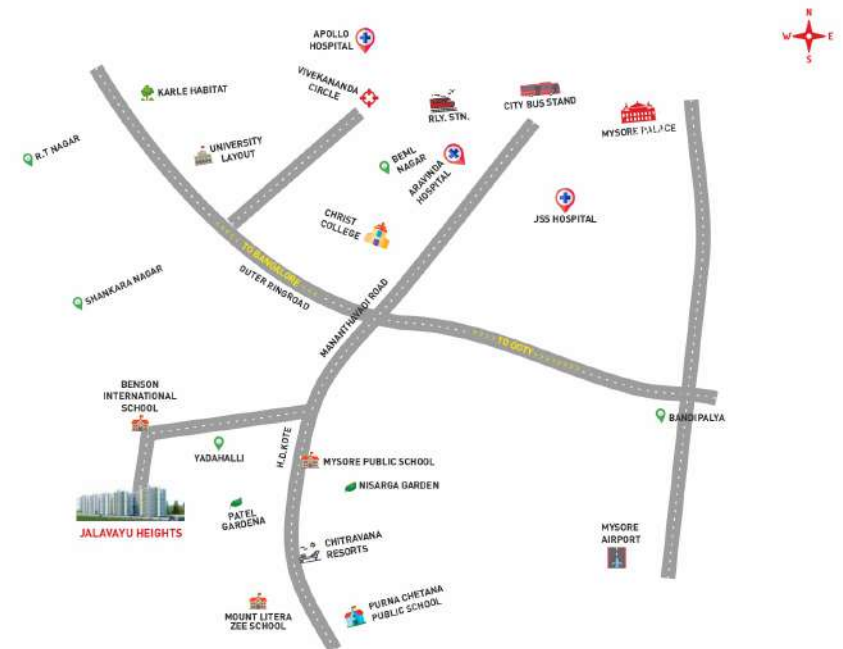 N
W E
S
APOLLO
HOSPITAL
VIVEKANANDA
CIRCLE
KARLE HABITAT
RLY. STN.
CITY BUS STAND
MYSORE PALACE
R.T NAGAR
UNIVERSITY
LAYOUT
BEML
NAGAR
ARAVINDA
HOSPITAL
CHRIST
COLLEGE
JSS HOSPITAL
TO BANGALORE
OUTER RINGROAD
SHANKARA NAGAR
MANANTHAVADI ROAD
TO OOTY
BENSON
INTERNATIONAL
SCHOOL
BANDIPALYA
YADAHALLI
H.D.KOTE
MYSORE PUBLIC SCHOOL
NISARGA GARDEN
JALAVAYU HEIGHTS
PATEL
GARDENA
CHITRAVANA
RESORTS
MYSORE
AIRPORT
MOUNT LITERA
ZEE SCHOOL
PURNA CHETANA
PUBLIC SCHOOL